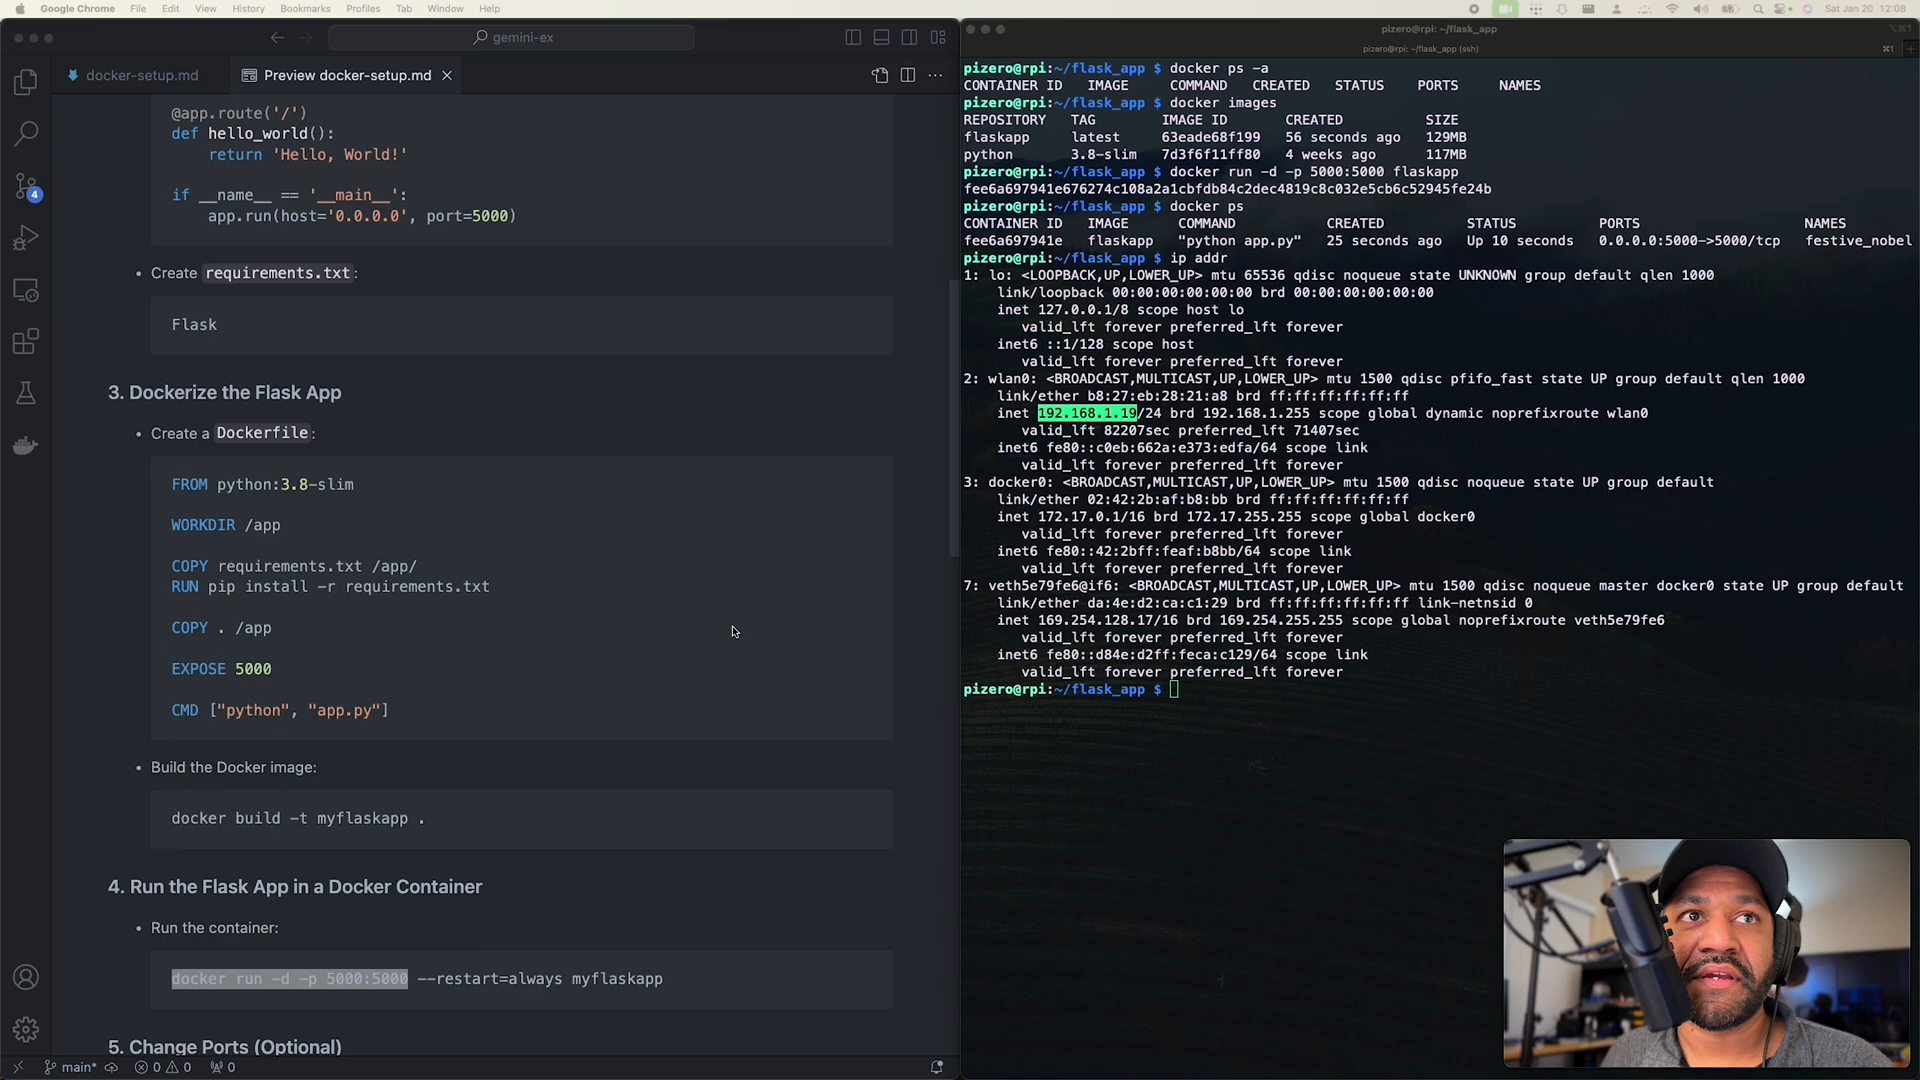 Google Chrome File Edit View History Bookmarks Profiles Tab Window Help
Sat Jan 20 12:08
gemini-ex
docker-setup.md
Preview docker-setup.md
@app.route('/')
def hello_world():
return 'Hello, World!'
if __name__ == '__main__':
app.run(host='0.0.0.0', port=5000)
• Create requirements.txt:
Flask
3. Dockerize the Flask App
• Create a Dockerfile:
FROM python:3.8-slim
WORKDIR /app
COPY requirements.txt /app/
RUN pip install -r requirements.txt
COPY . /app
EXPOSE 5000
CMD ["python", "app.py"]
• Build the Docker image:
docker build -t myflaskapp .
4. Run the Flask App in a Docker Container
• Run the container:
docker run -d -p 5000:5000 --restart=always myflaskapp
5. Change Ports (Optional)
4
main* 0 0 0
pizero@rpi: ~/flask_app
pizero@rpi: ~/flask_app (ssh)
⌥⌘1
⌘1
pizero@rpi:~/flask_app $ docker ps -a
CONTAINER ID IMAGE COMMAND CREATED STATUS PORTS NAMES
pizero@rpi:~/flask_app $ docker images
REPOSITORY TAG IMAGE ID CREATED SIZE
flaskapp latest 63eade68f199 56 seconds ago 129MB
python 3.8-slim 7d3f6f11ff80 4 weeks ago 117MB
pizero@rpi:~/flask_app $ docker run -d -p 5000:5000 flaskapp
fee6a697941e676274c108a2a1cbfdb84c2dec4819c8c032e5cb6c52945fe24b
pizero@rpi:~/flask_app $ docker ps
CONTAINER ID IMAGE COMMAND CREATED STATUS PORTS NAMES
fee6a697941e flaskapp "python app.py" 25 seconds ago Up 10 seconds 0.0.0.0:5000->5000/tcp festive_nobel
pizero@rpi:~/flask_app $ ip addr
1: lo: <LOOPBACK,UP,LOWER_UP> mtu 65536 qdisc noqueue state UNKNOWN group default qlen 1000
link/loopback 00:00:00:00:00:00 brd 00:00:00:00:00:00
inet 127.0.0.1/8 scope host lo
valid_lft forever preferred_lft forever
inet6 ::1/128 scope host
valid_lft forever preferred_lft forever
2: wlan0: <BROADCAST,MULTICAST,UP,LOWER_UP> mtu 1500 qdisc pfifo_fast state UP group default qlen 1000
link/ether b8:27:eb:28:21:a8 brd ff:ff:ff:ff:ff:ff
inet 192.168.1.19/24 brd 192.168.1.255 scope global dynamic noprefixroute wlan0
valid_lft 82207sec preferred_lft 71407sec
inet6 fe80::c0eb:662a:e373:edfa/64 scope link
valid_lft forever preferred_lft forever
3: docker0: <BROADCAST,MULTICAST,UP,LOWER_UP> mtu 1500 qdisc noqueue state UP group default
link/ether 02:42:2b:af:b8:bb brd ff:ff:ff:ff:ff:ff
inet 172.17.0.1/16 brd 172.17.255.255 scope global docker0
valid_lft forever preferred_lft forever
inet6 fe80::42:2bff:feaf:b8bb/64 scope link
valid_lft forever preferred_lft forever
7: veth5e79fe6@if6: <BROADCAST,MULTICAST,UP,LOWER_UP> mtu 1500 qdisc noqueue master docker0 state UP group default
link/ether da:4e:d2:ca:c1:29 brd ff:ff:ff:ff:ff:ff link-netnsid 0
inet 169.254.128.17/16 brd 169.254.255.255 scope global noprefixroute veth5e79fe6
valid_lft forever preferred_lft forever
inet6 fe80::d84e:d2ff:feca:c129/64 scope link
valid_lft forever preferred_lft forever
pizero@rpi:~/flask_app $